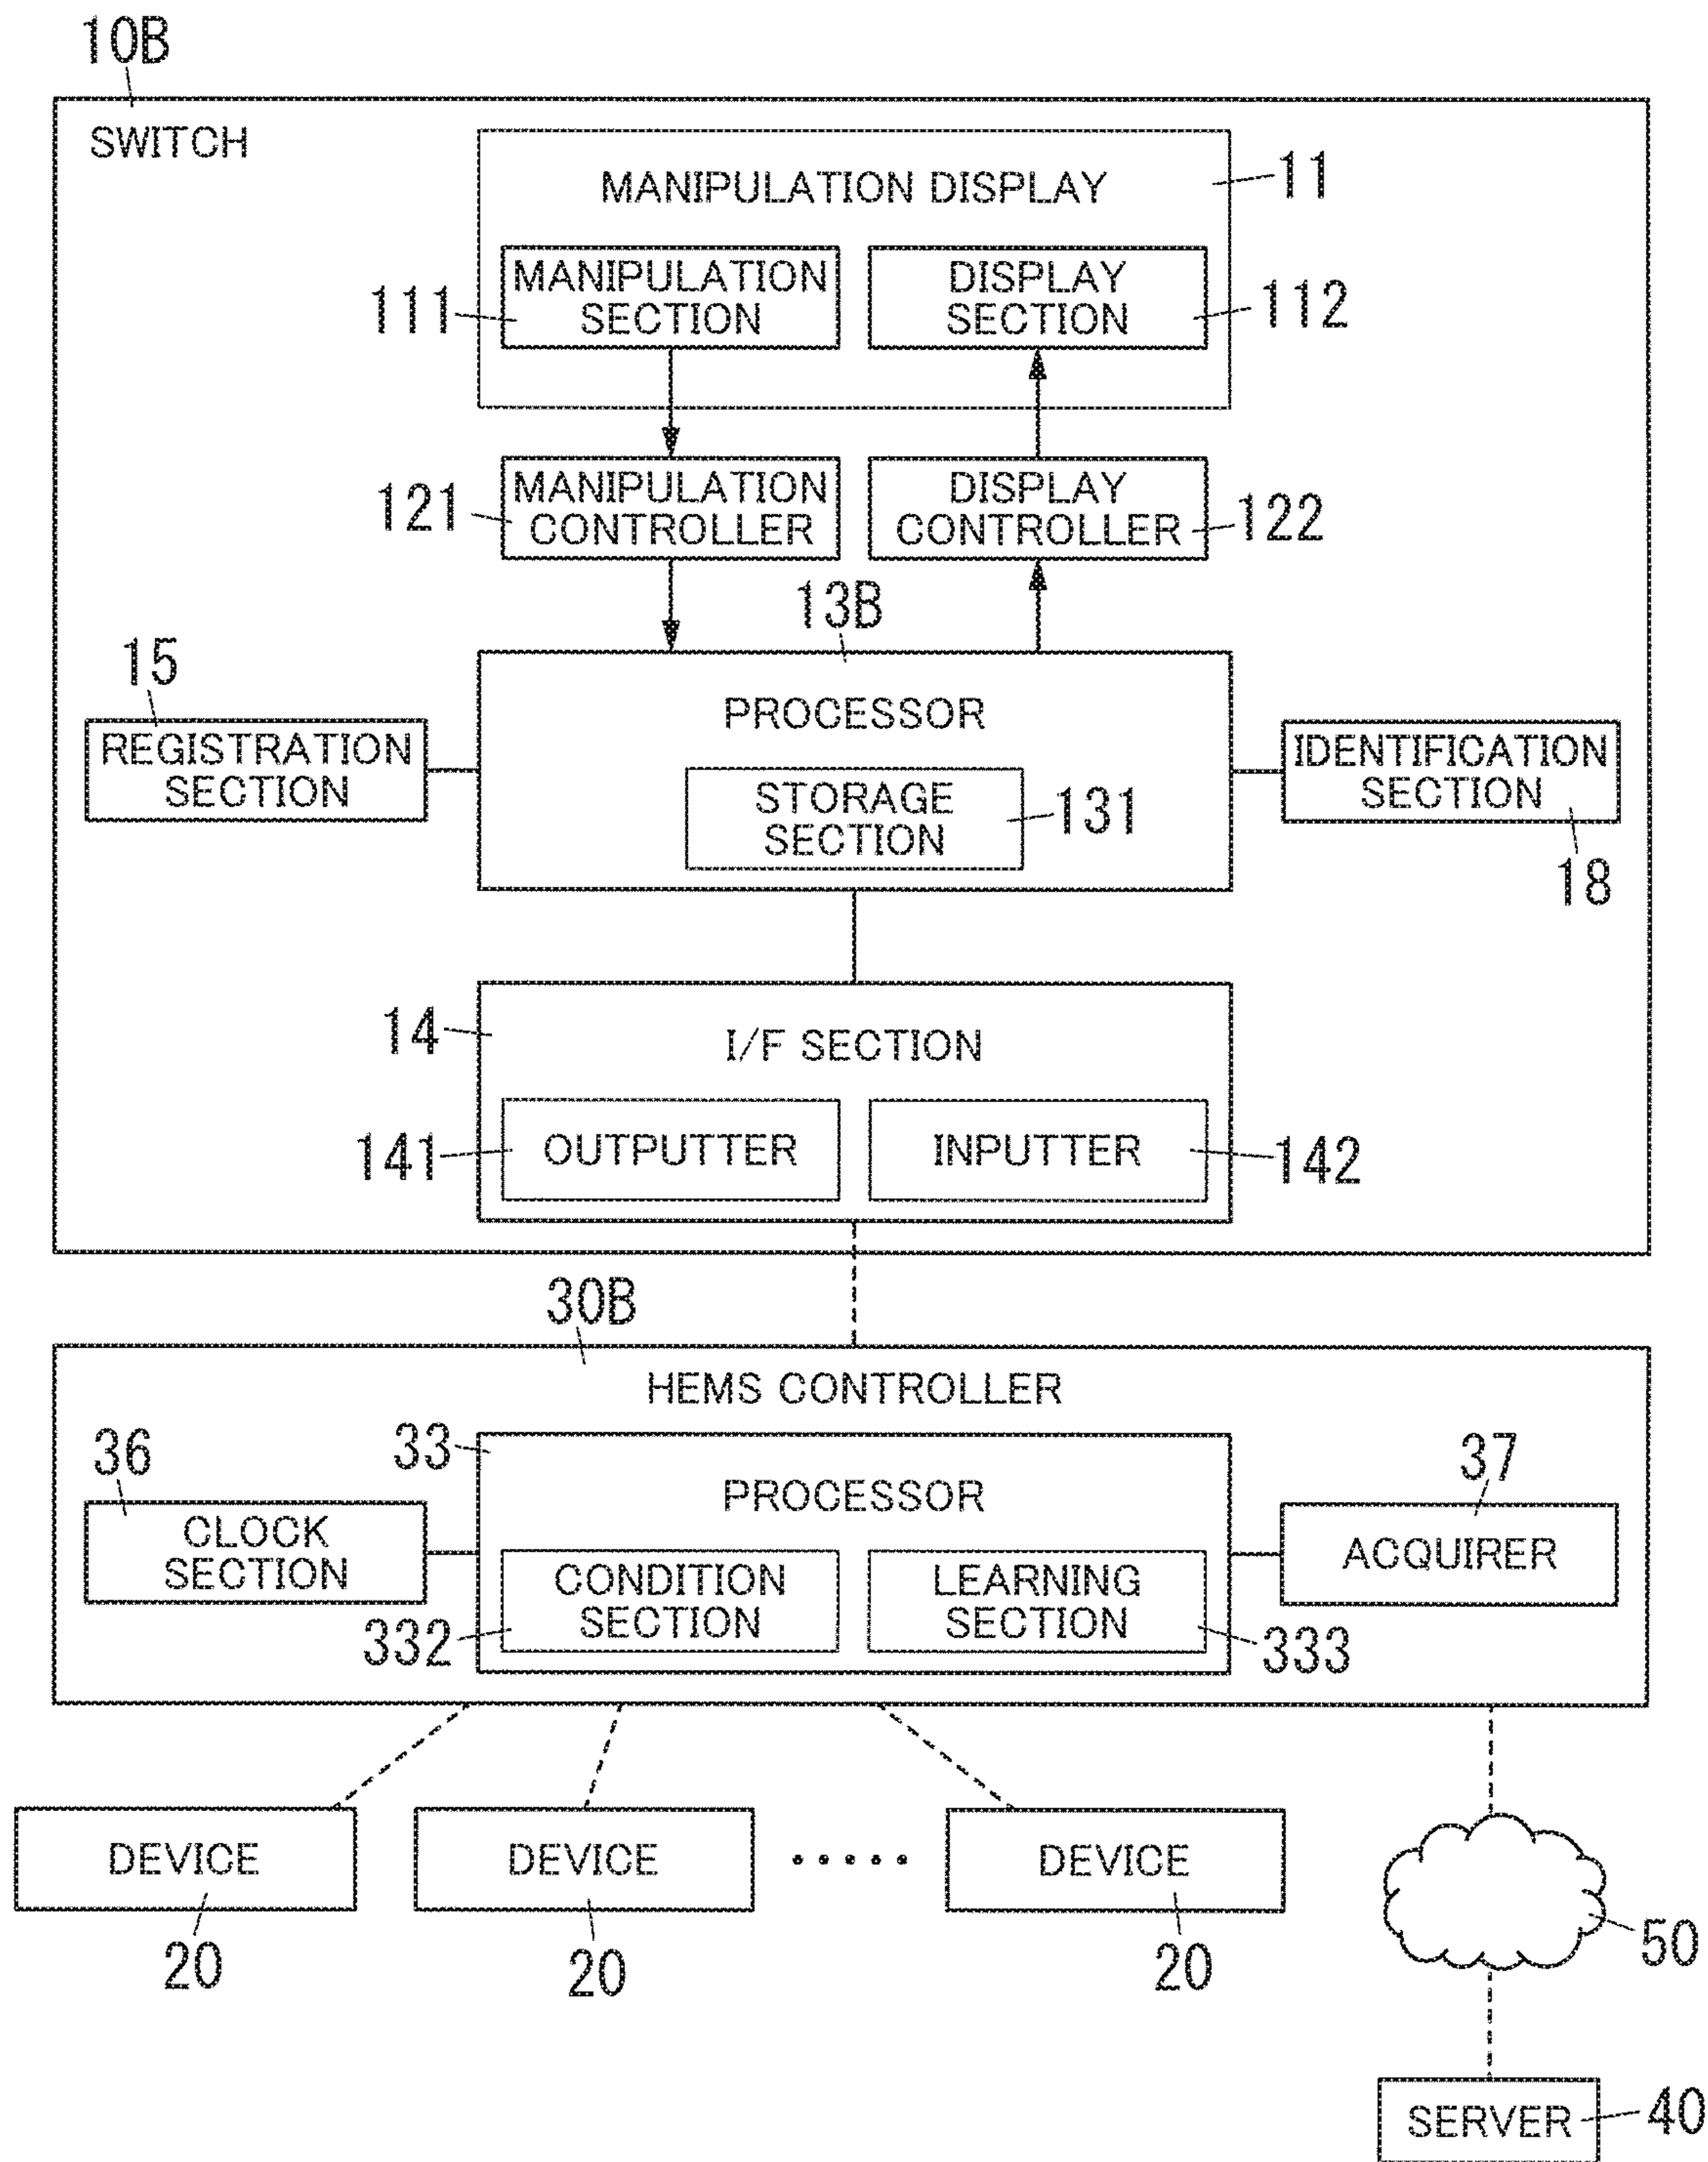 10B
SWITCH
MANIPULATION DISPLAY
11
MANIPULATION
SECTION
111
DISPLAY
SECTION
112
MANIPULATION
CONTROLLER
121
DISPLAY
CONTROLLER
122
13B
15
PROCESSOR
REGISTRATION
SECTION
STORAGE
SECTION
131
IDENTIFICATION
SECTION
18
14
I/F SECTION
141
OUTPUTTER
INPUTTER
142
30B
HEMS CONTROLLER
36
33
37
PROCESSOR
CLOCK
SECTION
CONDITION
SECTION
332
LEARNING
SECTION
333
ACQUIRER
DEVICE
DEVICE
.....
DEVICE
20
20
20
50
SERVER
40